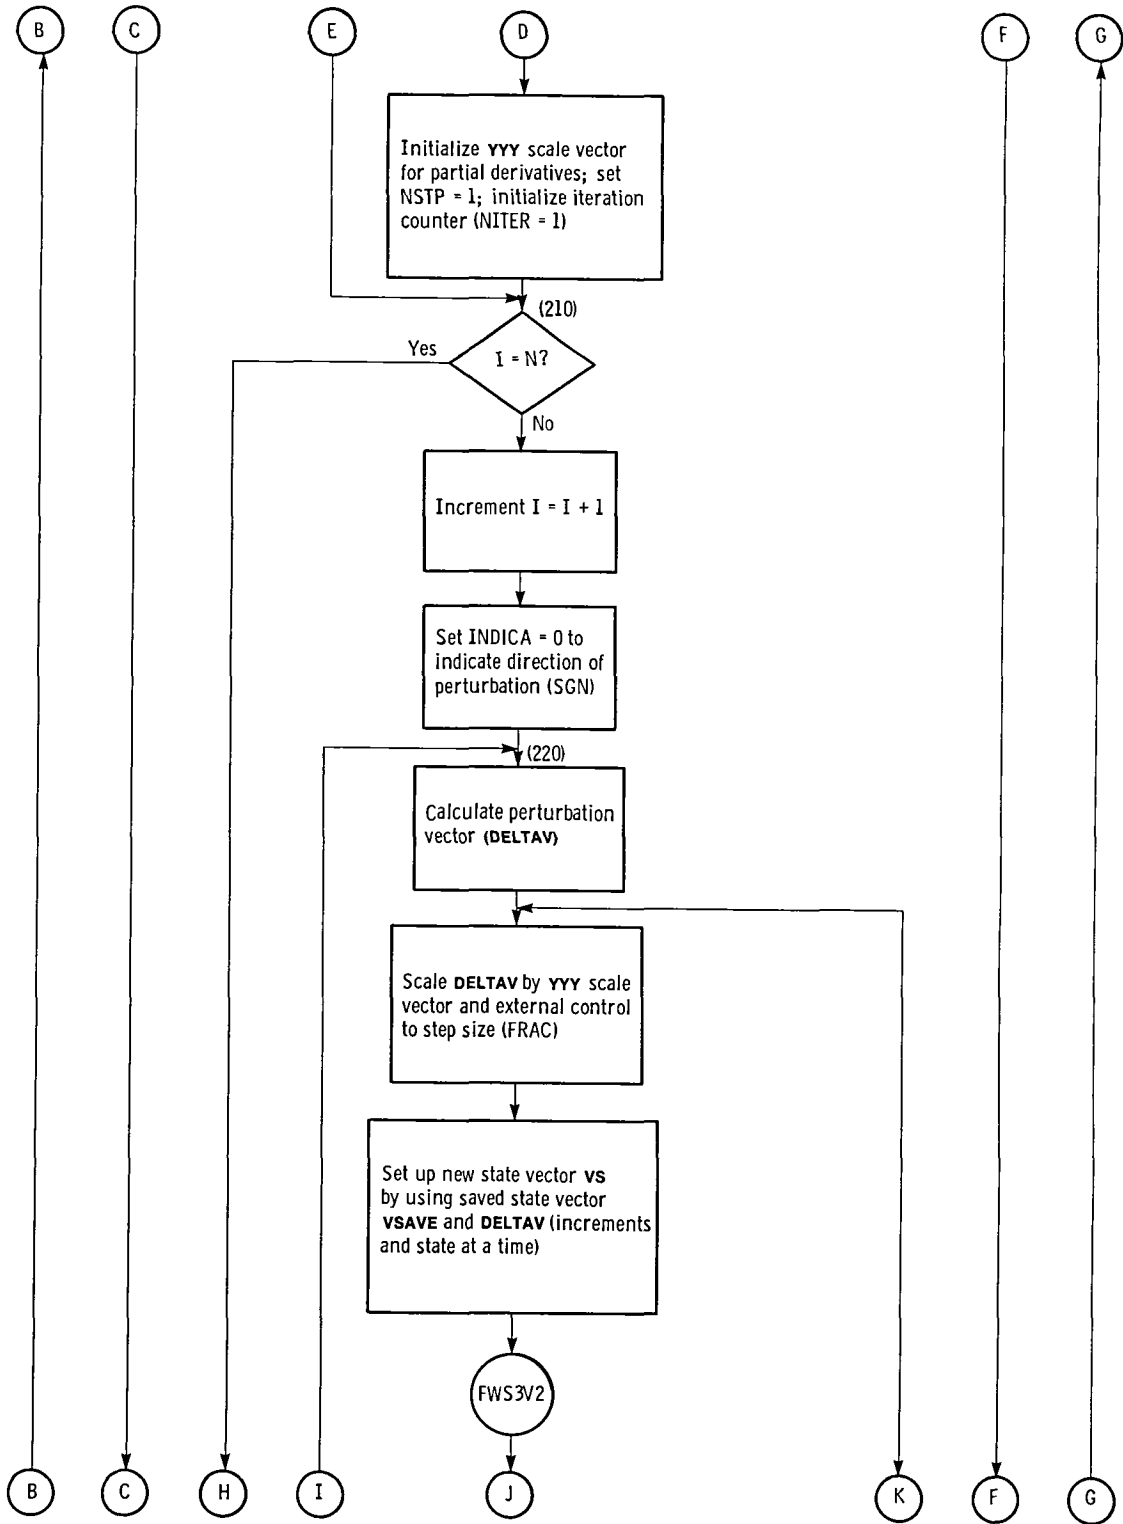 B
C
E
D
F
G
Initialize YYY scale vector
for partial derivatives; set
NSTP = 1; initialize iteration
counter (NITER = 1)
(210)
Yes
I = N?
No
Increment I = I + 1
Set INDICA = 0 to
indicate direction of
perturbation (SGN)
(220)
Calculate perturbation
vector (DELTAV)
Scale DELTAV by YYY scale
vector and external control
to step size (FRAC)
Set up new state vector VS
by using saved state vector
VSAVE and DELTAV (increments
and state at a time)
FWS3V2
B
C
H
I
J
K
F
G